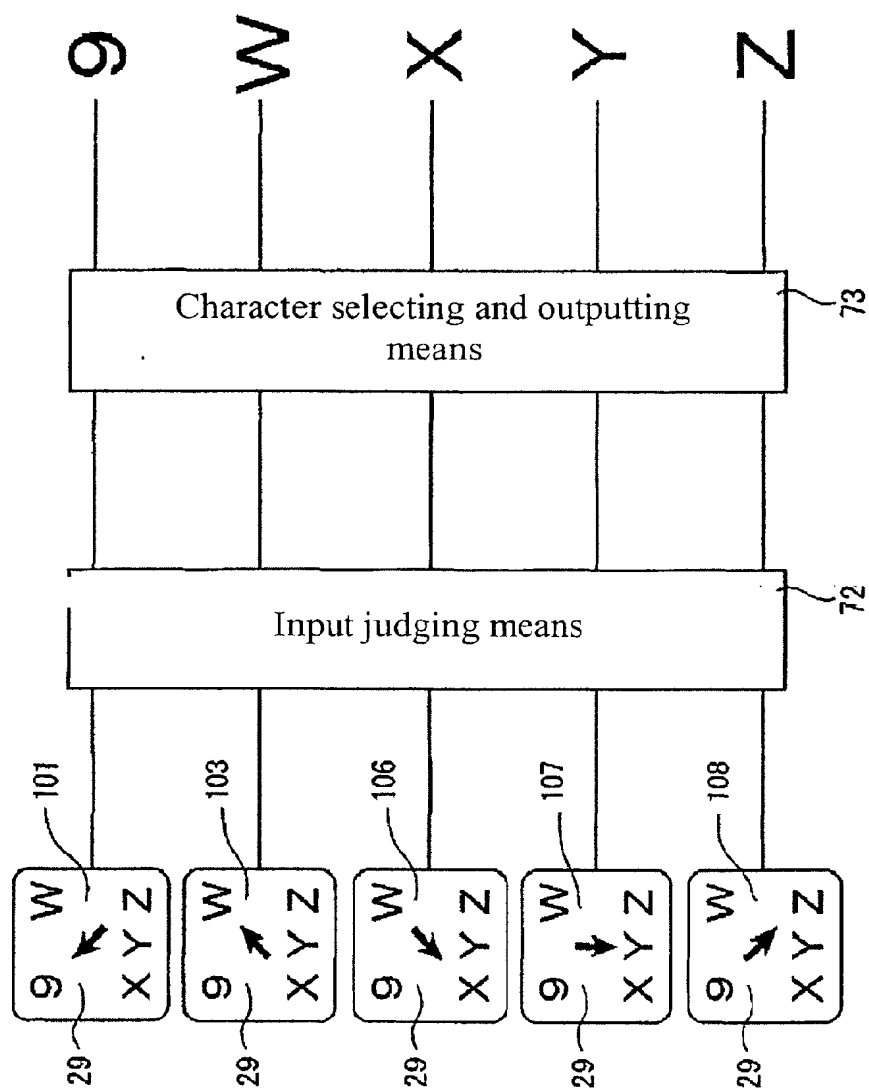 9
W
X
Y
Z
Character selecting and outputting
means
73
Input judging means
72
101
103
106
107
108
9 W
X Y Z
9 W
X Y Z
9 W
X Y Z
9 W
X Y Z
9 W
X Y Z
29
29
29
29
29